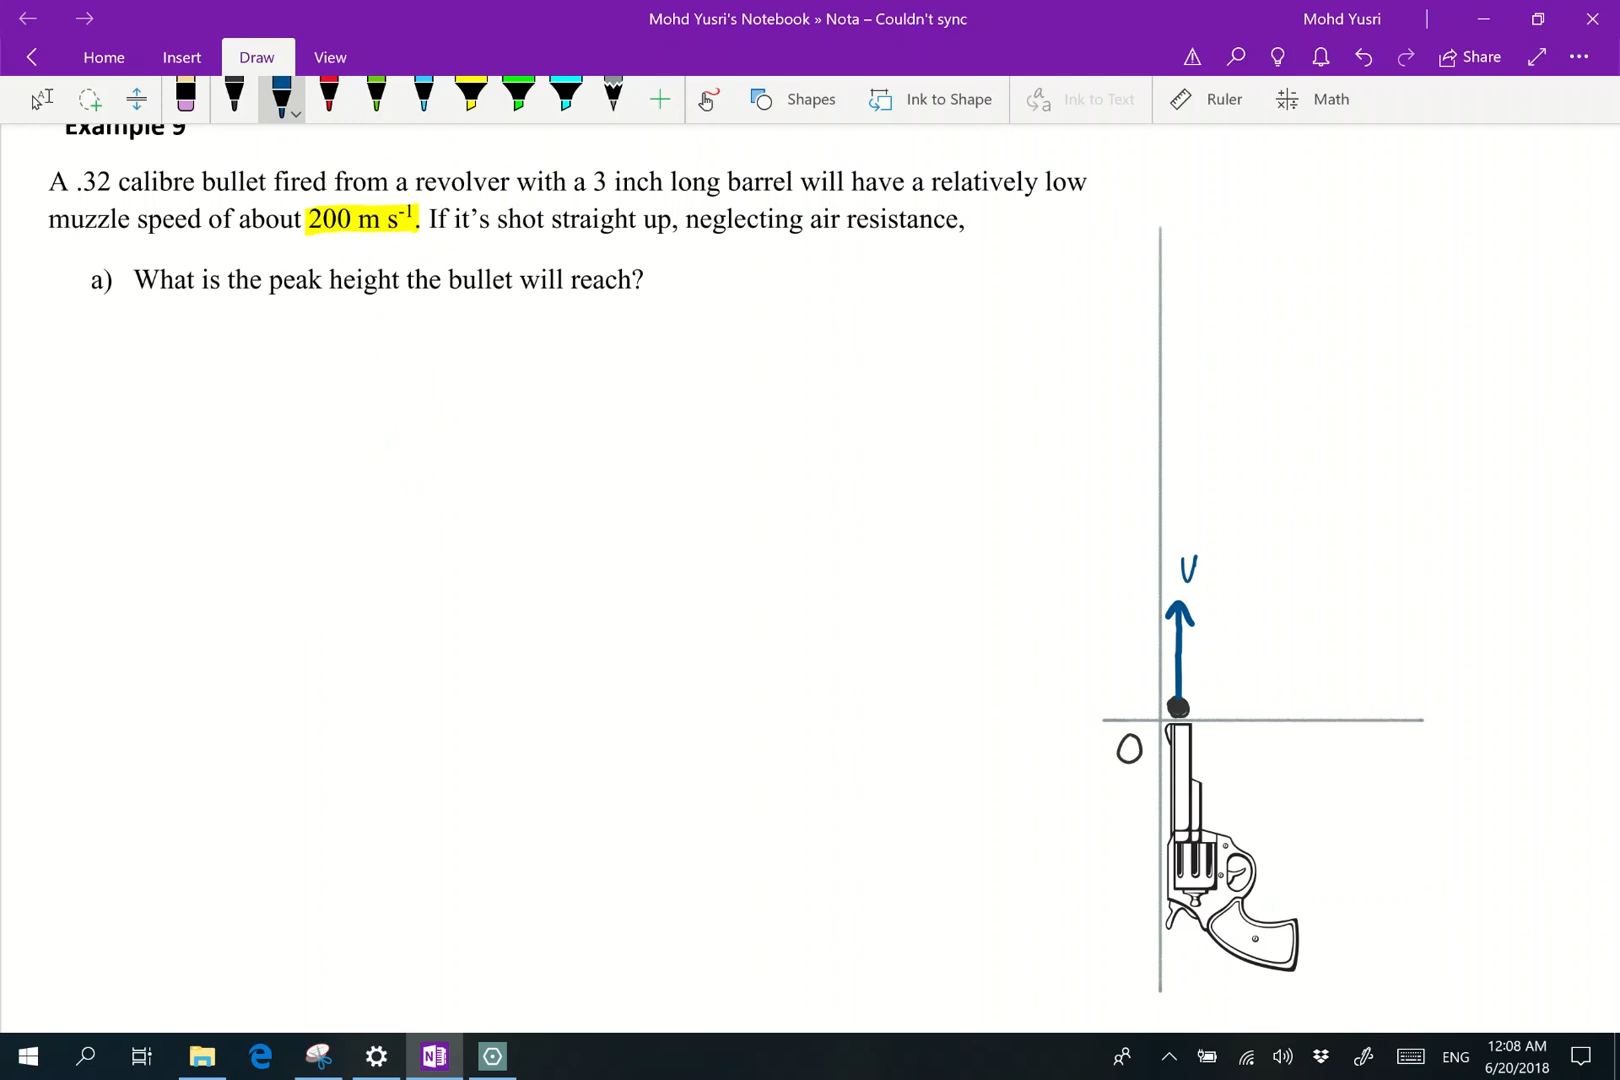 Mohd Yusri's Notebook » Nota – Couldn't sync
Mohd Yusri
Home Insert Draw View
Share
Shapes Ink to Shape Ink to Text Ruler Math
Example 9
A .32 calibre bullet fired from a revolver with a 3 inch long barrel will have a relatively low
muzzle speed of about 200 m s⁻¹. If it’s shot straight up, neglecting air resistance,
a) What is the peak height the bullet will reach?
U
O
ENG
12:08 AM
6/20/2018